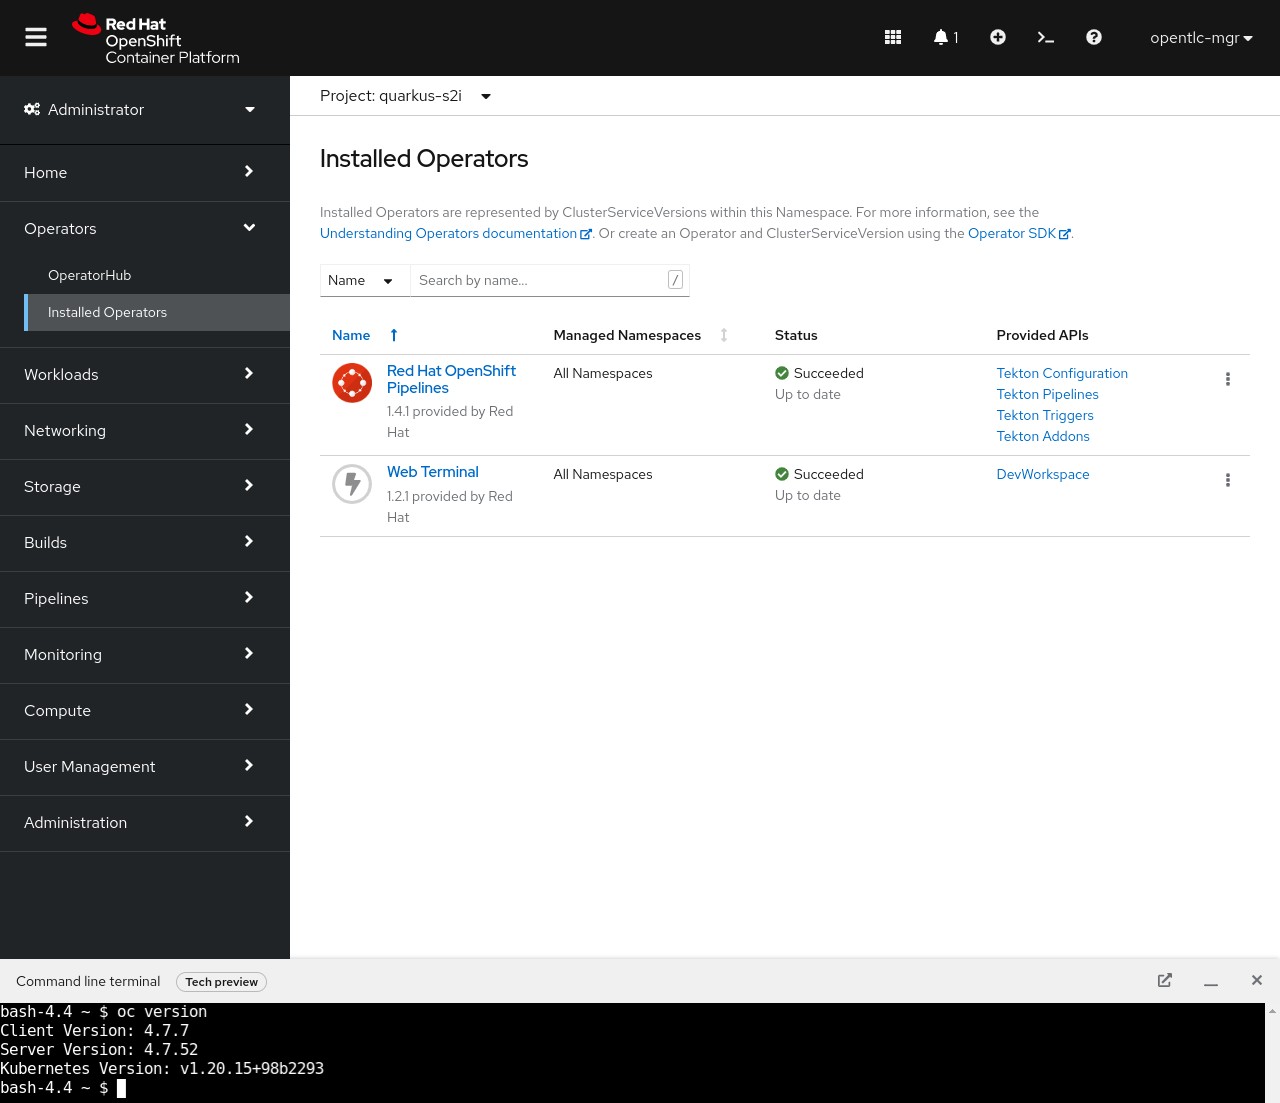 Red Hat
OpenShift
Container Platform
1
opentlc-mgr
Administrator
Home
Operators
OperatorHub
Installed Operators
Workloads
Networking
Storage
Builds
Pipelines
Monitoring
Compute
User Management
Administration
Project: quarkus-s2i
Installed Operators
Installed Operators are represented by ClusterServiceVersions within this Namespace. For more information, see the
Understanding Operators documentation. Or create an Operator and ClusterServiceVersion using the Operator SDK.
Name Search by name... /
Name Managed Namespaces Status Provided APIs
Red Hat OpenShift
Pipelines
1.4.1 provided by Red
Hat
All Namespaces
Succeeded
Up to date
Tekton Configuration
Tekton Pipelines
Tekton Triggers
Tekton Addons
Web Terminal
1.2.1 provided by Red
Hat
All Namespaces
Succeeded
Up to date
DevWorkspace
Command line terminal Tech preview
bash-4.4 ~ $ oc version
Client Version: 4.7.7
Server Version: 4.7.52
Kubernetes Version: v1.20.15+98b2293
bash-4.4 ~ $